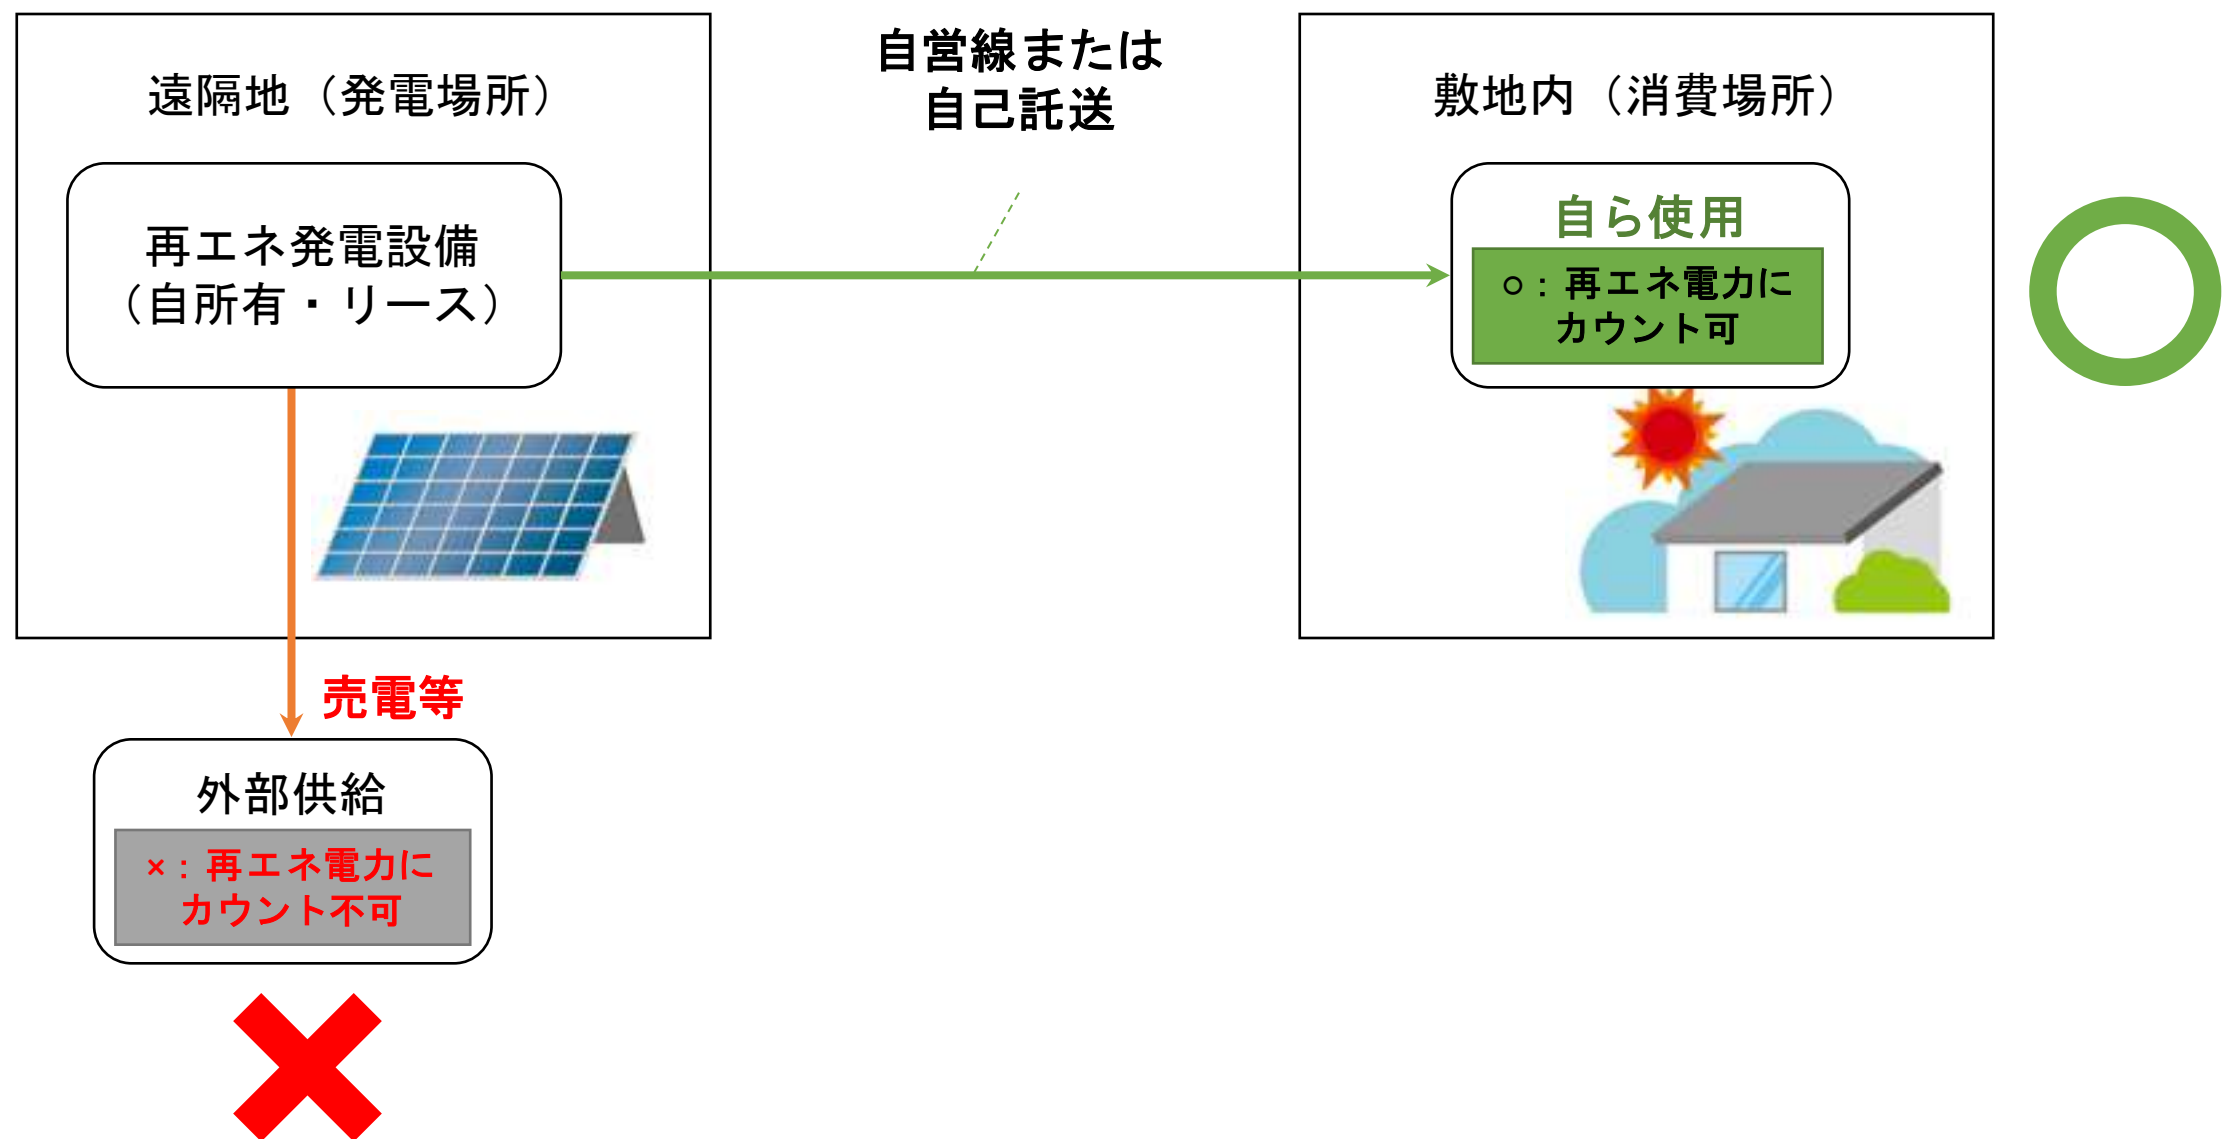 遠隔地（発電場所）
再エネ発電設備
（自所有・リース）
自営線または
自己託送
敷地内（消費場所）
自ら使用
○：再エネ電力に
カウント可
売電等
外部供給
×：再エネ電力に
カウント不可